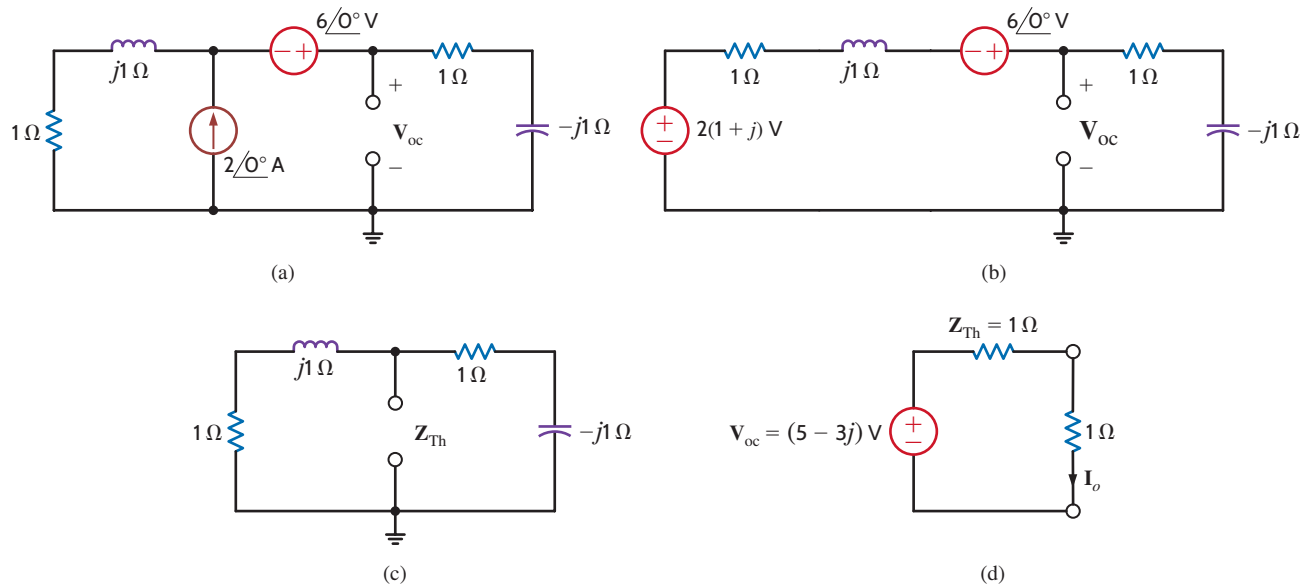 6/0° V
j1 Ω
− +
1 Ω
+
1 Ω
Voc
−j1 Ω
2/0° A
−
(a)
6/0° V
1 Ω
j1 Ω
− +
1 Ω
+
+
−
2(1 + j) V
Voc
−j1 Ω
−
(b)
j1 Ω
1 Ω
1 Ω
ZTh
−j1 Ω
(c)
ZTh = 1 Ω
Voc = (5 − 3j) V
+
−
1 Ω
Io
(d)